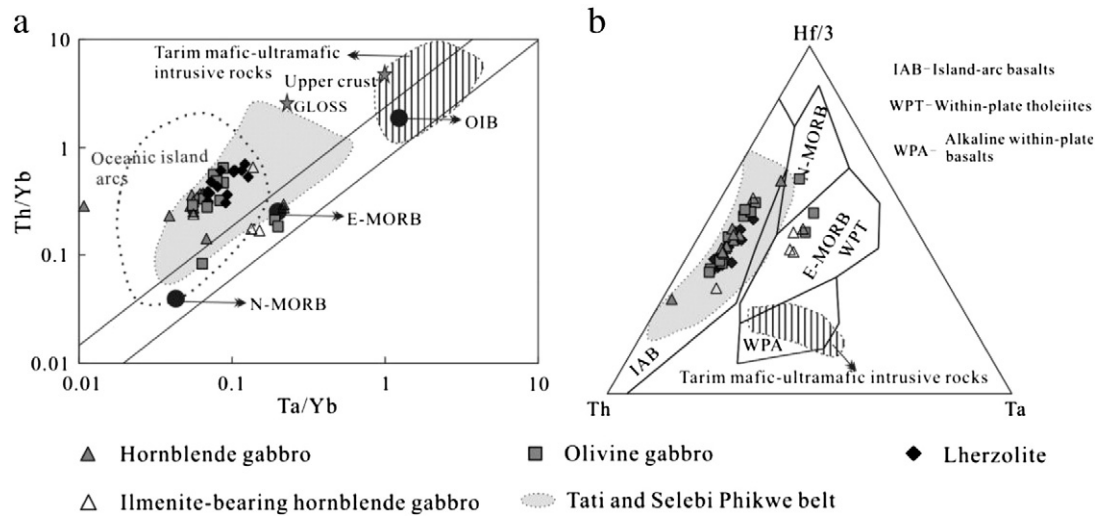 a
10
1
0.1
0.01
Th/Yb
0.01
0.1
1
10
Ta/Yb
Tarim mafic-ultramafic
intrusive rocks
Upper crust
GLOSS
OIB
Oceanic island
arcs
E-MORB
N-MORB
b
Hf/3
IAB-Island-arc basalts
WPT-Within-plate tholeiites
WPA- Alkaline within-plate
basalts
N-MORB
E-MORB
WPT
WPA
IAB
Tarim mafic-ultramafic intrusive rocks
Th
Ta
Hornblende gabbro
Olivine gabbro
Lherzolite
Ilmenite-bearing hornblende gabbro
Tati and Selebi Phikwe belt